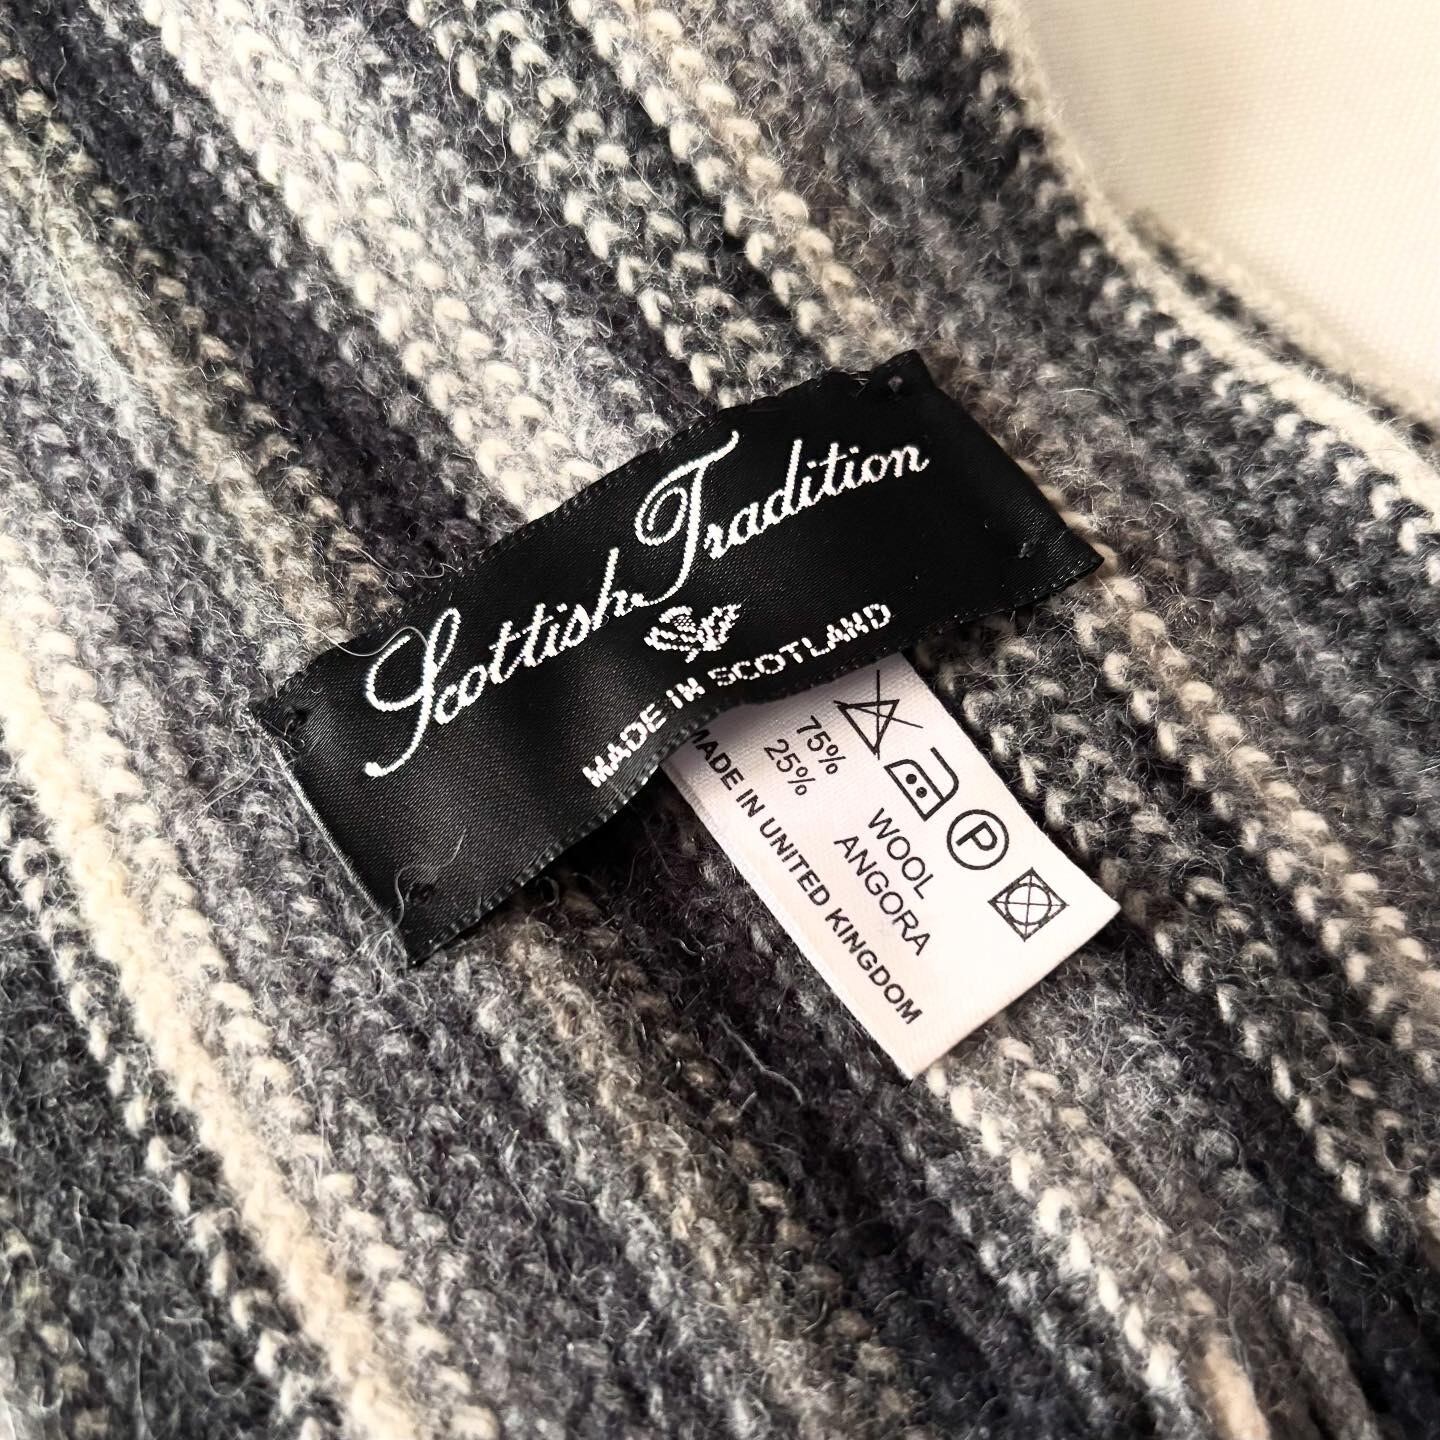 Scottish Tradition
MADE IN SCOTLAND
P
75% WOOL
25% ANGORA
MADE IN UNITED KINGDOM